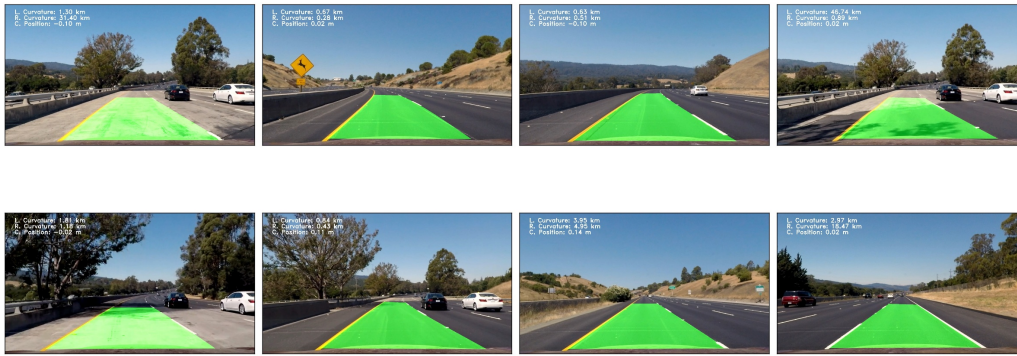 L. Curvature: 1.30 km
R. Curvature: 31.40 km
C. Position: -0.10 m
L. Curvature: 0.67 km
R. Curvature: 0.28 km
C. Position: 0.02 m
L. Curvature: 0.63 km
R. Curvature: 0.51 km
C. Position: -0.10 m
L. Curvature: 46.74 km
R. Curvature: 0.89 km
C. Position: 0.02 m
L. Curvature: 1.81 km
R. Curvature: 1.18 km
C. Position: -0.02 m
L. Curvature: 0.84 km
R. Curvature: 0.43 km
C. Position: 0.11 m
L. Curvature: 3.95 km
R. Curvature: 4.95 km
C. Position: 0.14 m
L. Curvature: 2.97 km
R. Curvature: 18.47 km
C. Position: 0.02 m